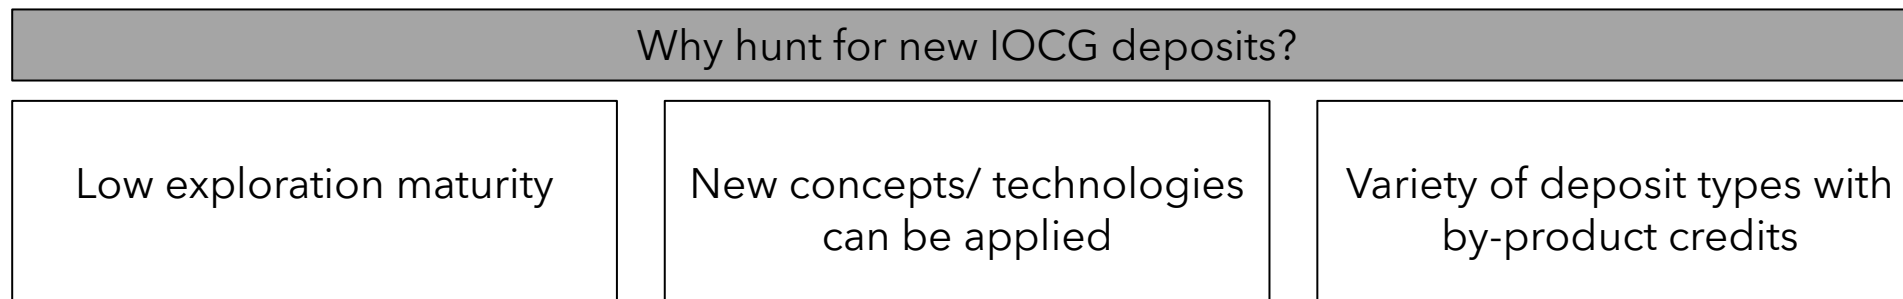 Why hunt for new IOCG deposits?
Low exploration maturity
New concepts/ technologies
can be applied
Variety of deposit types with
by-product credits